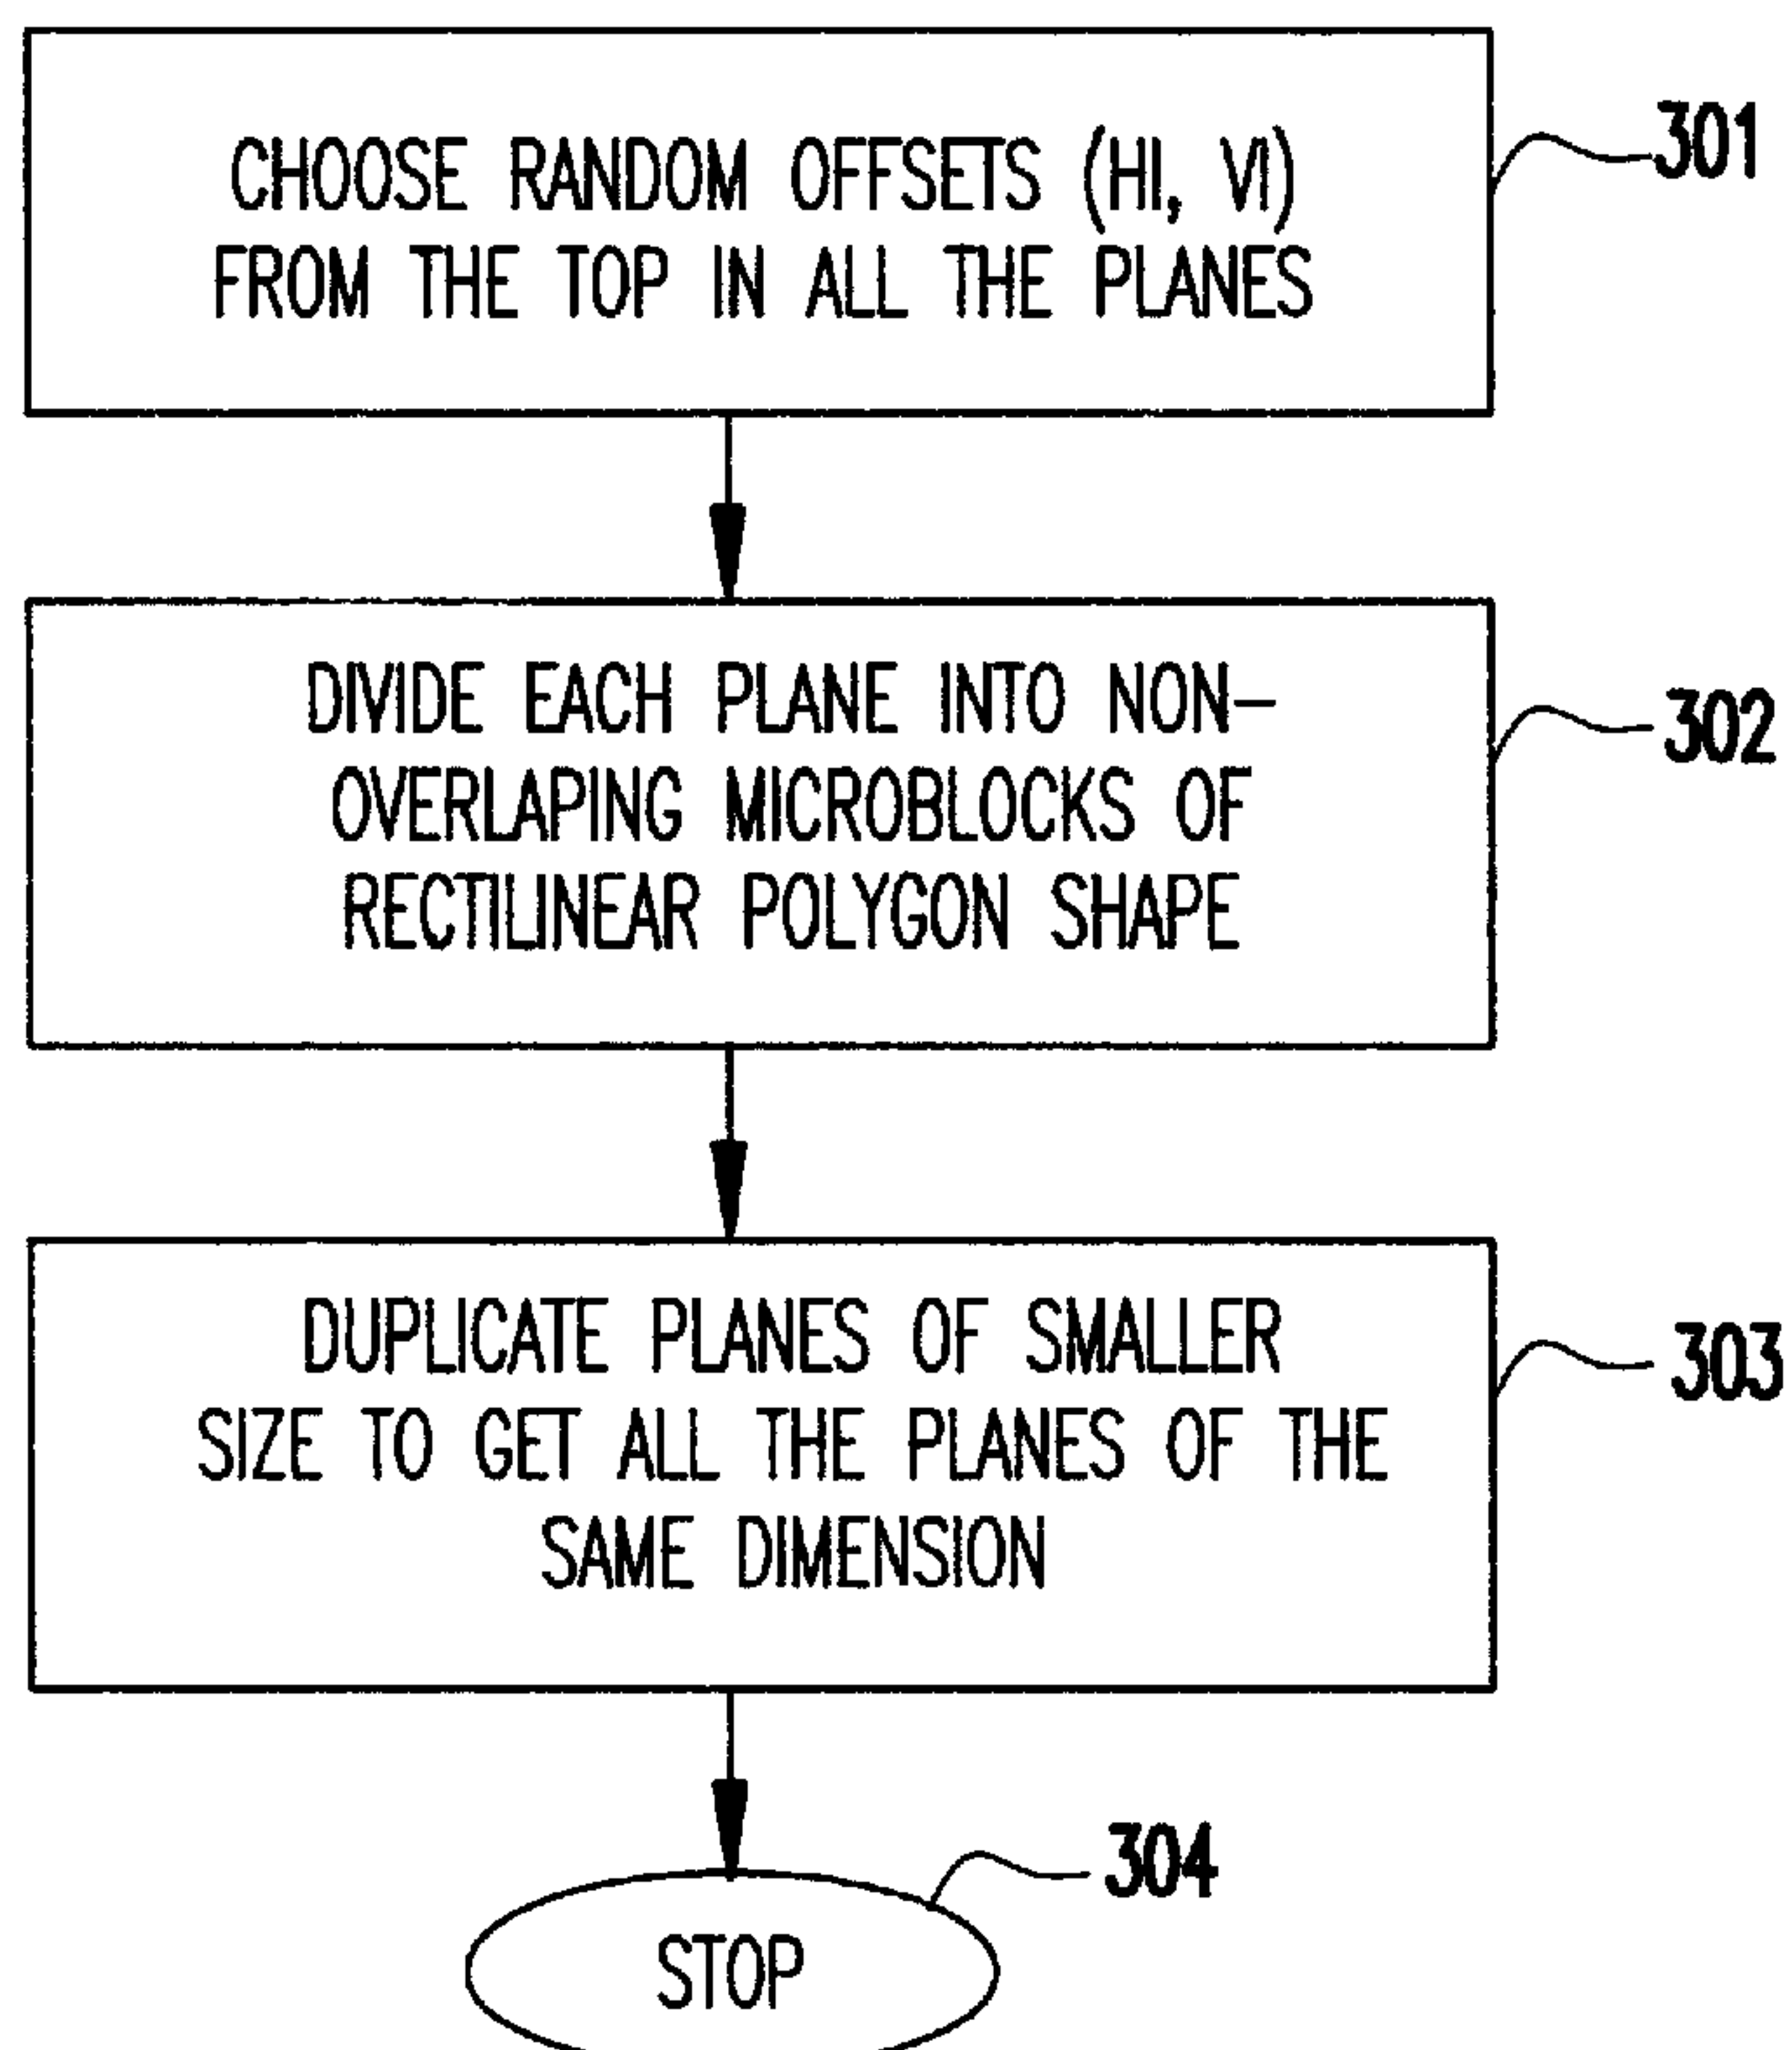 CHOOSE RANDOM OFFSETS (HI, VI)
FROM THE TOP IN ALL THE PLANES
301
DIVIDE EACH PLANE INTO NON-
OVERLAPING MICROBLOCKS OF
RECTILINEAR POLYGON SHAPE
302
DUPLICATE PLANES OF SMALLER
SIZE TO GET ALL THE PLANES OF THE
SAME DIMENSION
303
STOP
304